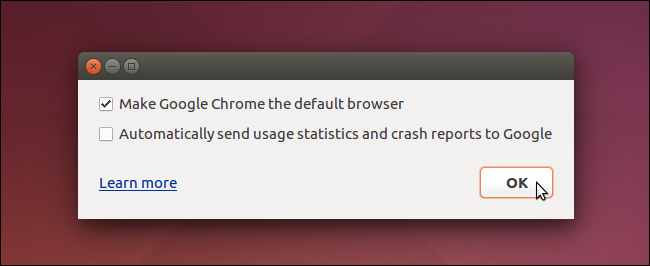 Make Google Chrome the default browser
Automatically send usage statistics and crash reports to Google
Learn more
OK